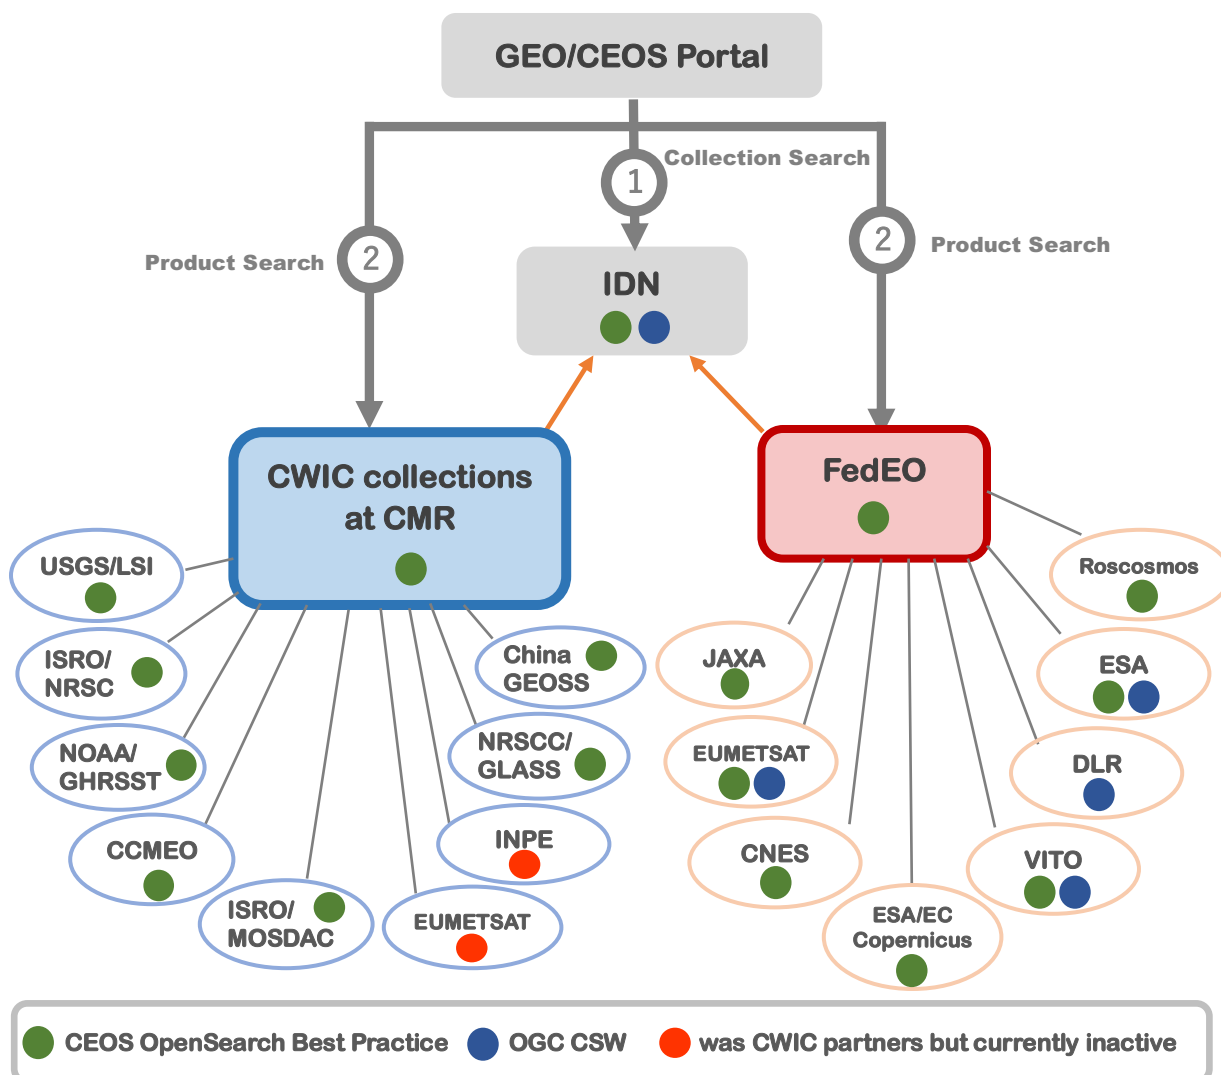 GEO/CEOS Portal
Collection Search
1
Product Search
2
2
Product Search
IDN
CWIC collections
at CMR
FedEO
USGS/LSI
ISRO/
NRSC
NOAA/
GHRSST
CCMEO
ISRO/
MOSDAC
EUMETSAT
INPE
NRSCC/
GLASS
China
GEOSS
JAXA
EUMETSAT
CNES
ESA/EC
Copernicus
VITO
DLR
ESA
Roscosmos
CEOS OpenSearch Best Practice
OGC CSW
was CWIC partners but currently inactive